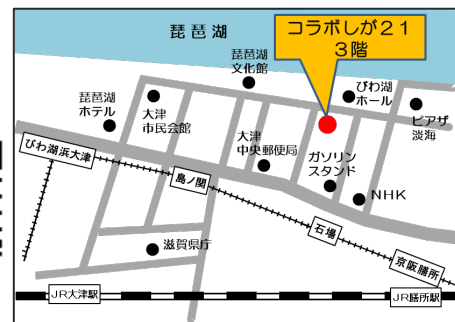 琵琶湖
コラボしが21
3階
琵琶湖
文化館
びわ湖
ホール
ピアザ
淡海
琵琶湖
ホテル
大津
市民会館
大津
中央郵便局
ガソリン
スタンド
NHK
びわ湖浜大津
島ノ関
石場
京阪膳所
滋賀県庁
JR大津駅
JR膳所駅